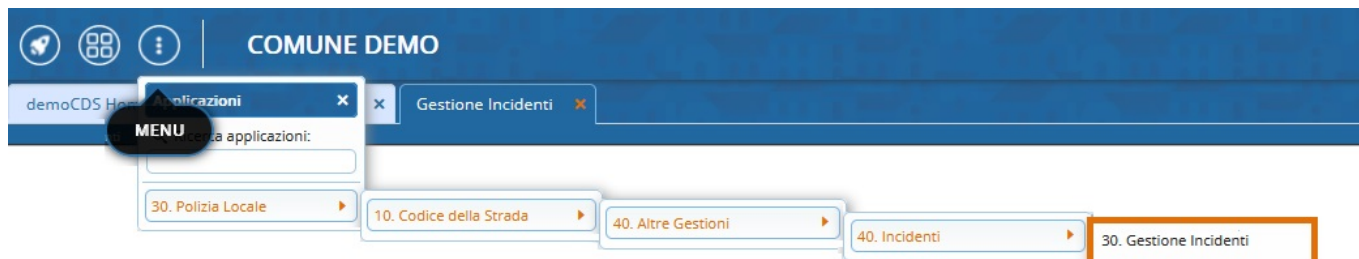 COMUNE DEMO
demoCDS
Applicazioni
Gestione Incidenti
MENU
applicazioni:
30. Polizia Locale
10. Codice della Strada
40. Altre Gestioni
40. Incidenti
30. Gestione Incidenti